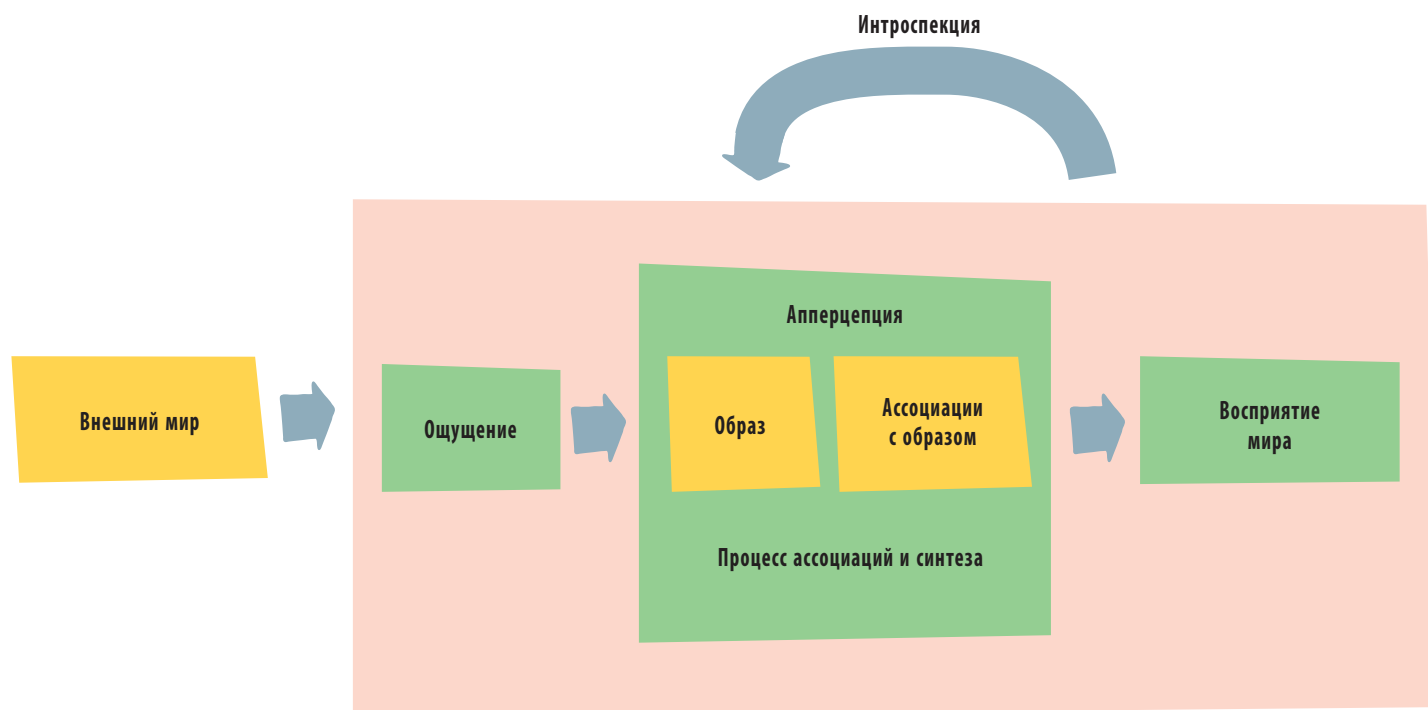 Интроспекция
Апперцепция
Внешний мир
Ощущение
Образ
Ассоциации
с образом
Восприятие
мира
Процесс ассоциаций и синтеза